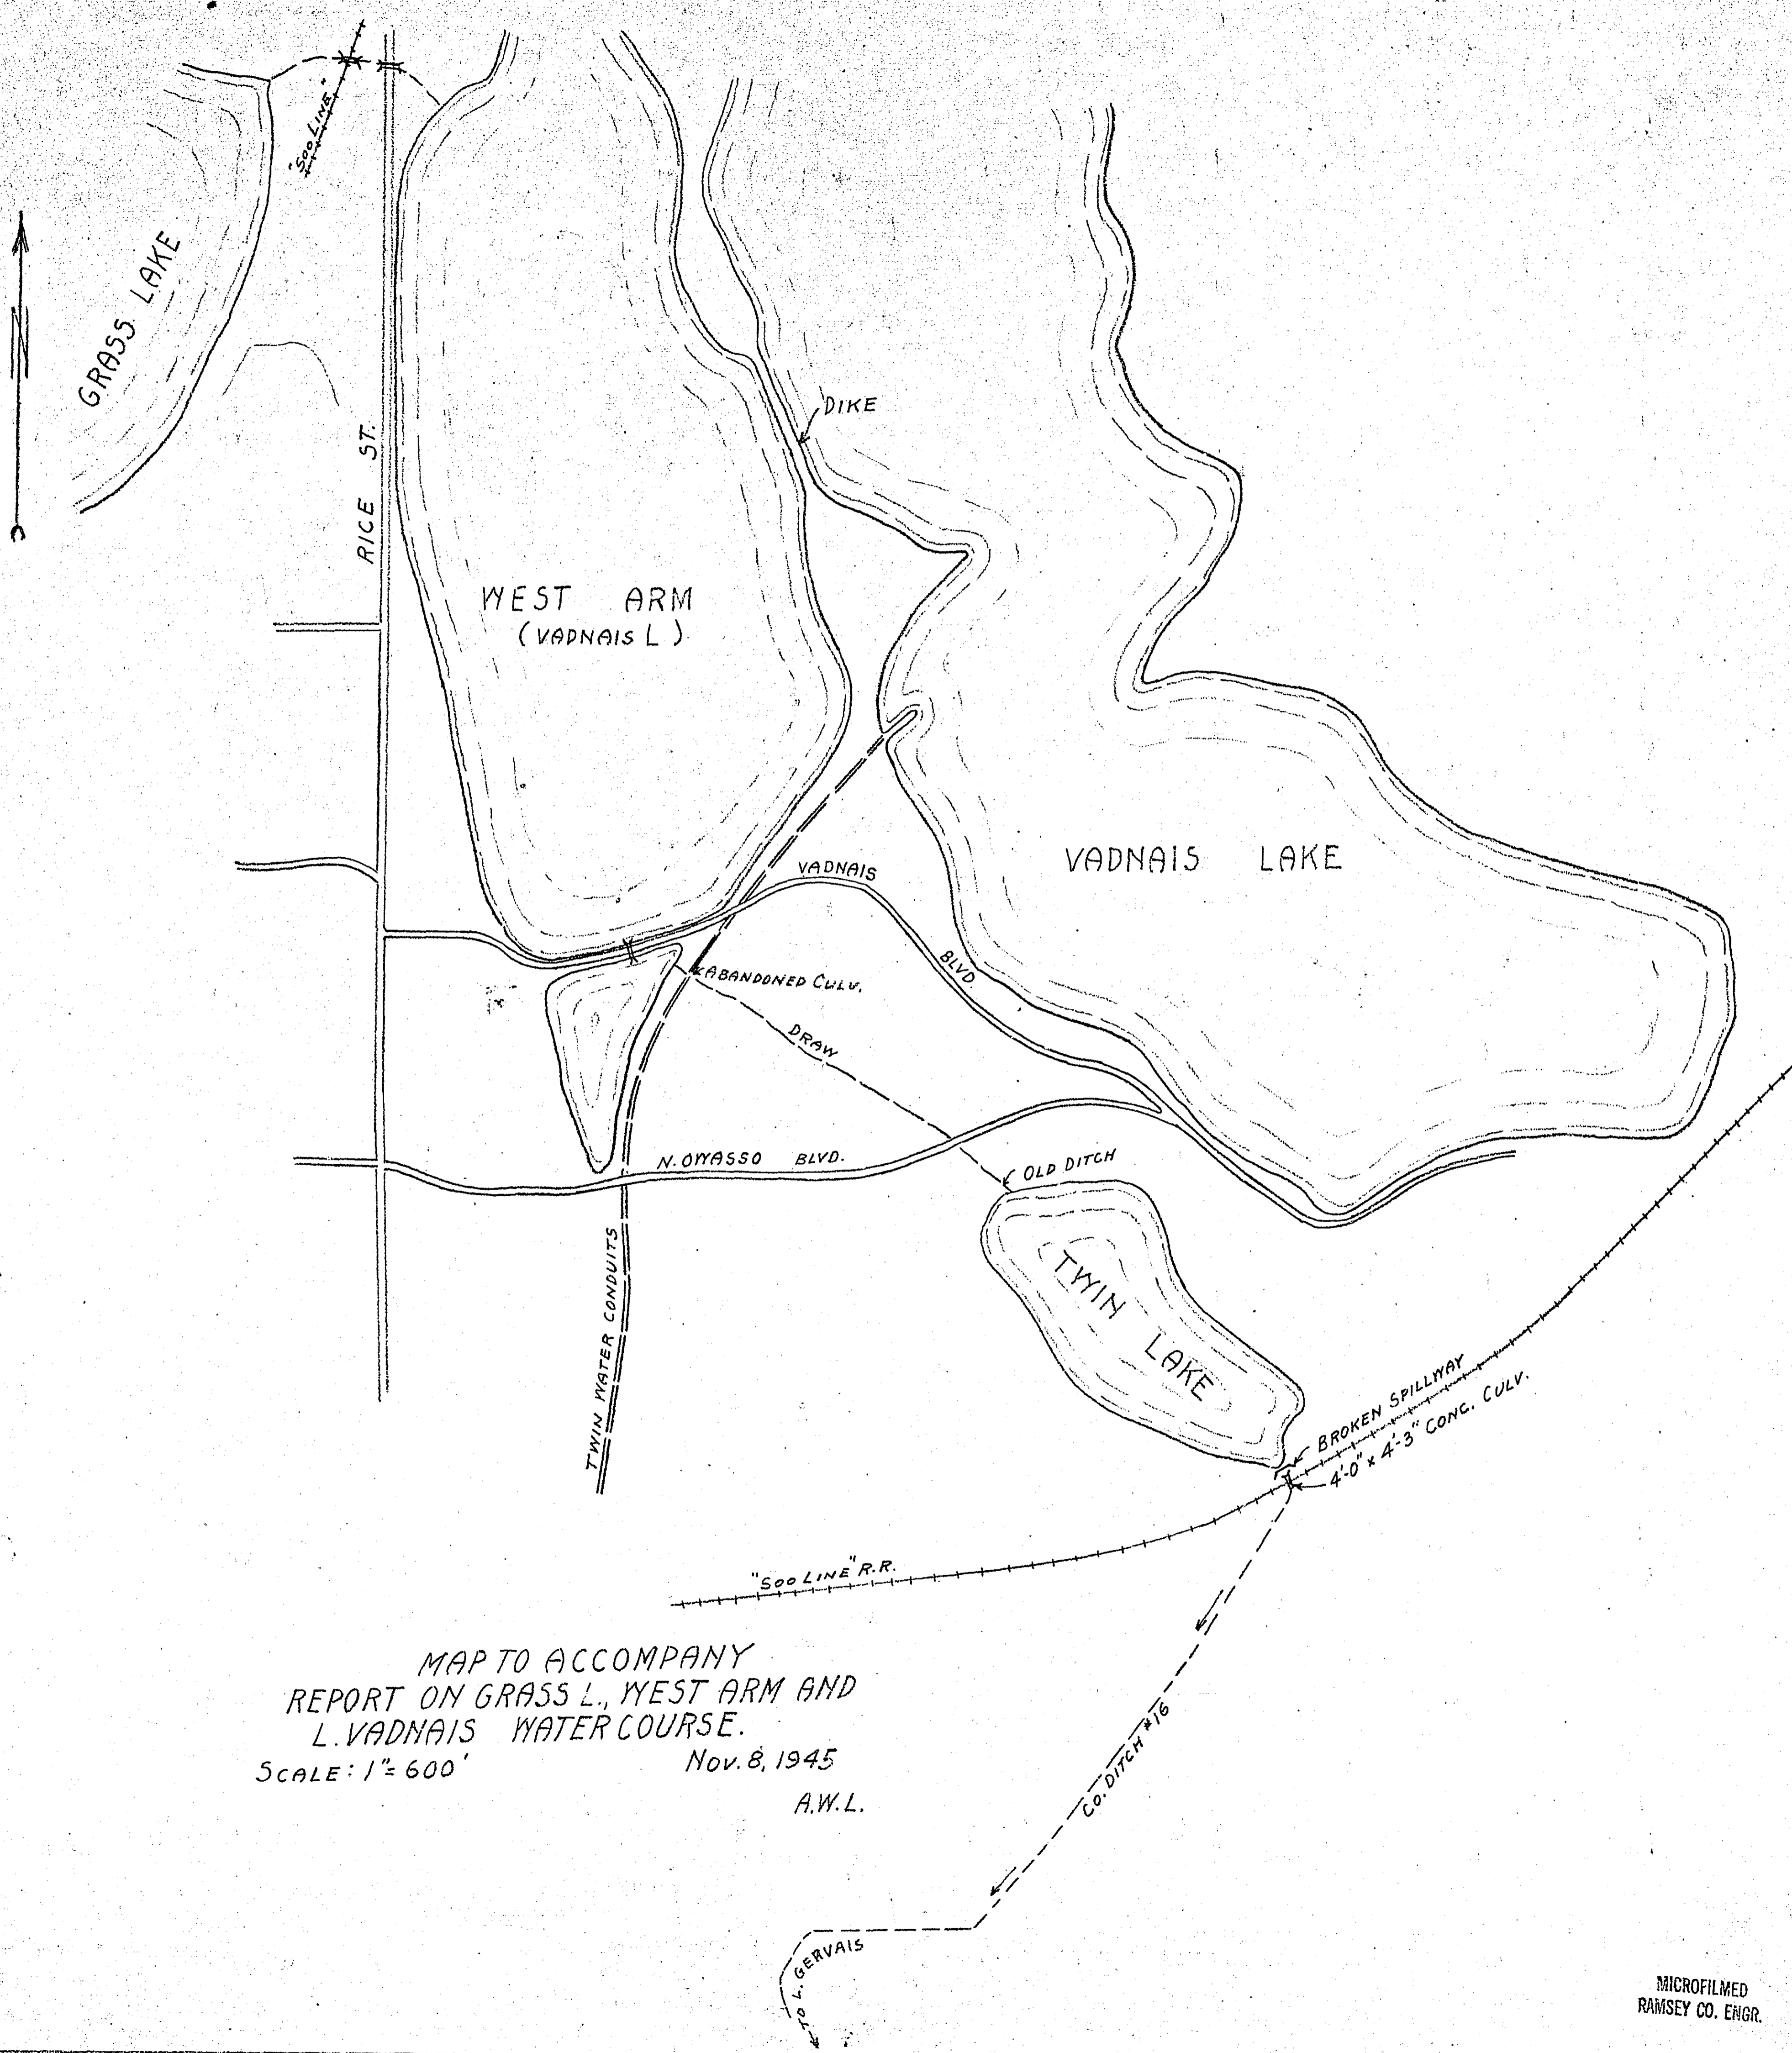 "SOO LINE"
GRASS LAKE
N
RICE ST.
DIKE
WEST ARM
(VADNAIS L)
VADNAIS BLVD.
VADNAIS LAKE
ABANDONED CULV.
DRAW
N. OWASSO BLVD.
OLD DITCH
TWIN WATER CONDUITS
TWIN LAKE
BROKEN SPILLWAY
4'-0" x 4'-3" CONC. CULV.
"SOO LINE" R.R.
MAP TO ACCOMPANY
REPORT ON GRASS L., WEST ARM AND
L. VADNAIS WATER COURSE.
SCALE: 1" = 600' Nov. 8, 1945
A.W.L.
CO. DITCH #16
TO L. GERVAIS
MICROFILMED
RAMSEY CO. ENGR.